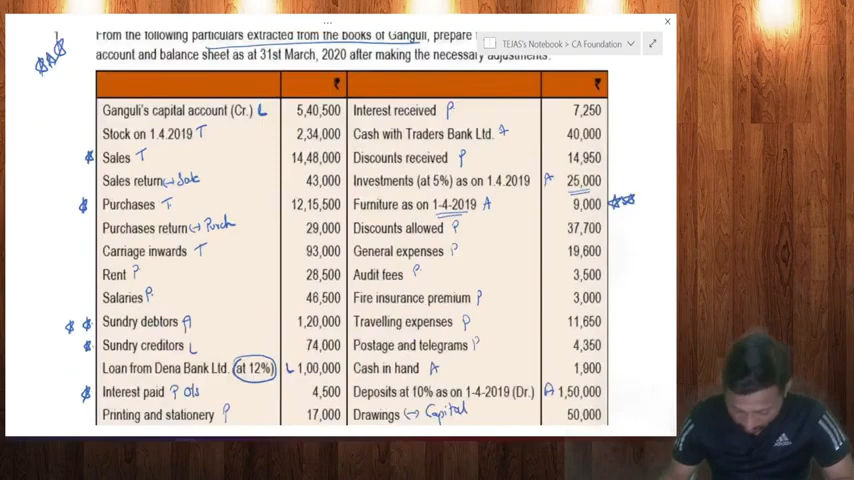 From the following particulars extracted from the books of Ganguli, prepare
account and balance sheet as at 31st March, 2020 after making the necessary adjustments:
TEJAS's Notebook > CA Foundation
₹ ₹
Ganguli's capital account (Cr.) L 5,40,500 Interest received P 7,250
Stock on 1.4.2019 T 2,34,000 Cash with Traders Bank Ltd. A 40,000
Sales T 14,48,000 Discounts received P 14,950
Sales return ↔ Sale 43,000 Investments (at 5%) as on 1.4.2019 A 25,000
Purchases T 12,15,500 Furniture as on 1-4-2019 A 9,000
Purchases return ↔ Purch 29,000 Discounts allowed P 37,700
Carriage inwards T 93,000 General expenses P 19,600
Rent P 28,500 Audit fees P 3,500
Salaries P 46,500 Fire insurance premium P 3,000
Sundry debtors A 1,20,000 Travelling expenses P 11,650
Sundry creditors L 74,000 Postage and telegrams P 4,350
Loan from Dena Bank Ltd. (at 12%) L 1,00,000 Cash in hand A 1,900
Interest paid P o/s 4,500 Deposits at 10% as on 1-4-2019 (Dr.) A 1,50,000
Printing and stationery P 17,000 Drawings ↔ Capital 50,000
adidas